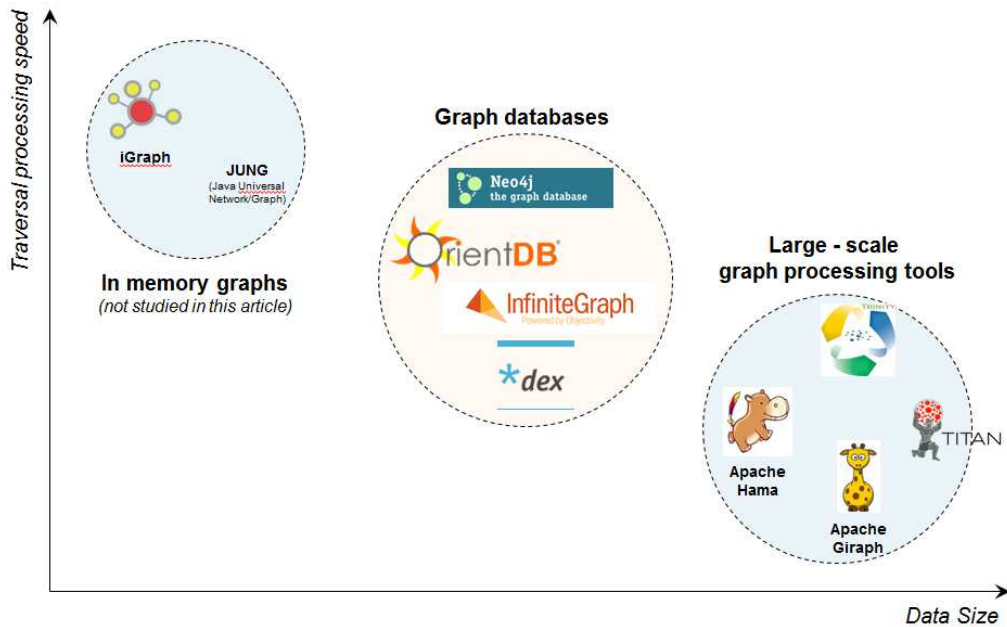 Traversal processing speed
iGraph
JUNG
(Java Universal
Network/Graph)
In memory graphs
(not studied in this article)
Graph databases
Neo4j
the graph database
OrientDB
InfiniteGraph
Powered by Objectivity
*dex
Large - scale
graph processing tools
TRINITY
Apache
Hama
Apache
Giraph
TITAN
Data Size